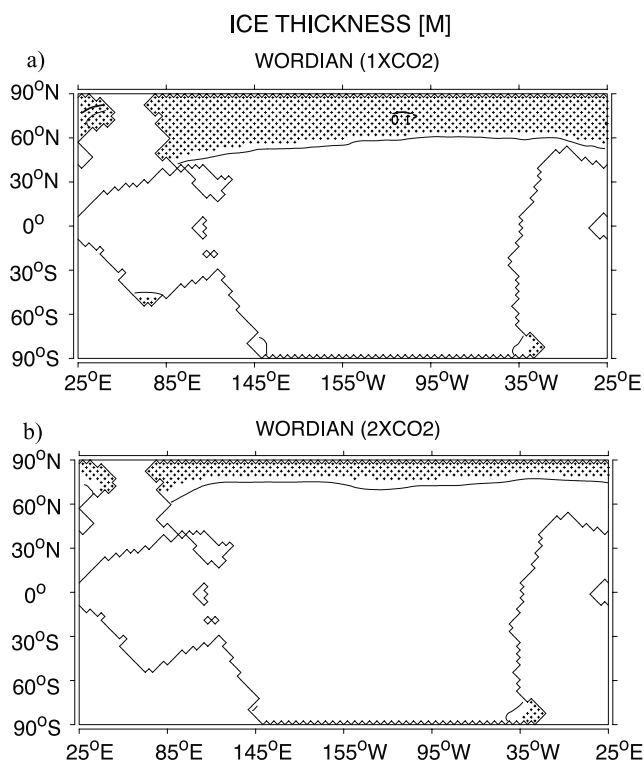 ICE THICKNESS [M]
a)
WORDIAN (1XCO2)
90°N
60°N
30°N
0°
30°S
60°S
90°S
0.1
25°E 85°E 145°E 155°W 95°W 35°W 25°E
b)
WORDIAN (2XCO2)
90°N
60°N
30°N
0°
30°S
60°S
90°S
25°E 85°E 145°E 155°W 95°W 35°W 25°E